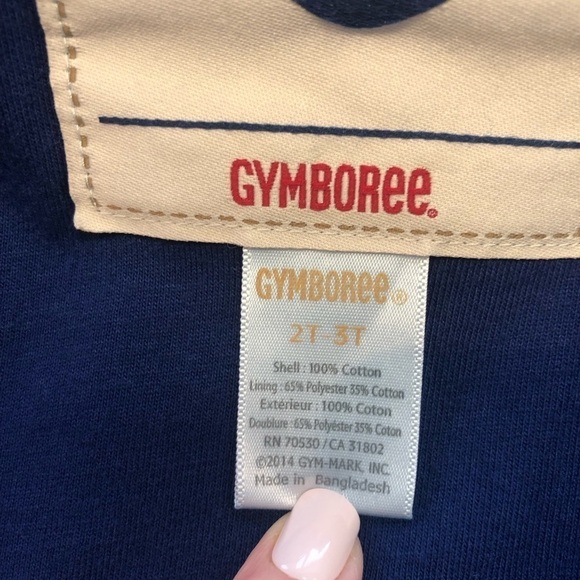 GYMBOREE®
GYMBOREE®
2T-3T
Shell : 100% Cotton
Lining : 65% Polyester 35% Cotton
Extérieur : 100% Coton
Doublure : 65% Polyéster 35% Coton
RN 70530 / CA 31802
©2014 GYM-MARK, INC.
Made in Bangladesh